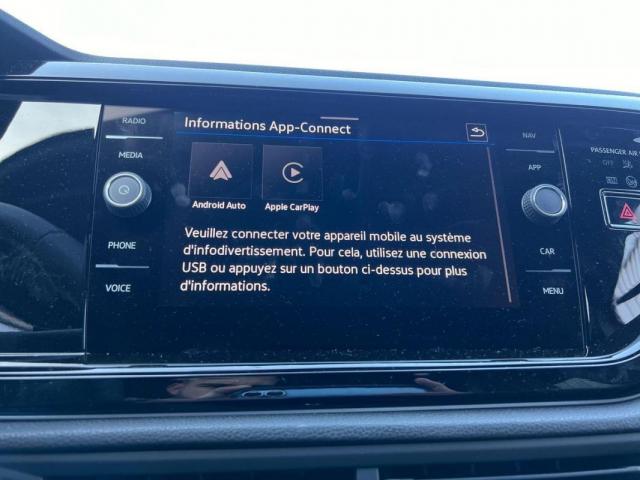 RADIO
MEDIA
PHONE
VOICE
Informations App-Connect
Android Auto
Apple CarPlay
Veuillez connecter votre appareil mobile au système
d'infodivertissement. Pour cela, utilisez une connexion
USB ou appuyez sur un bouton ci-dessus pour plus
d'informations.
NAV
APP
CAR
MENU
PASSENGER AIR
OFF